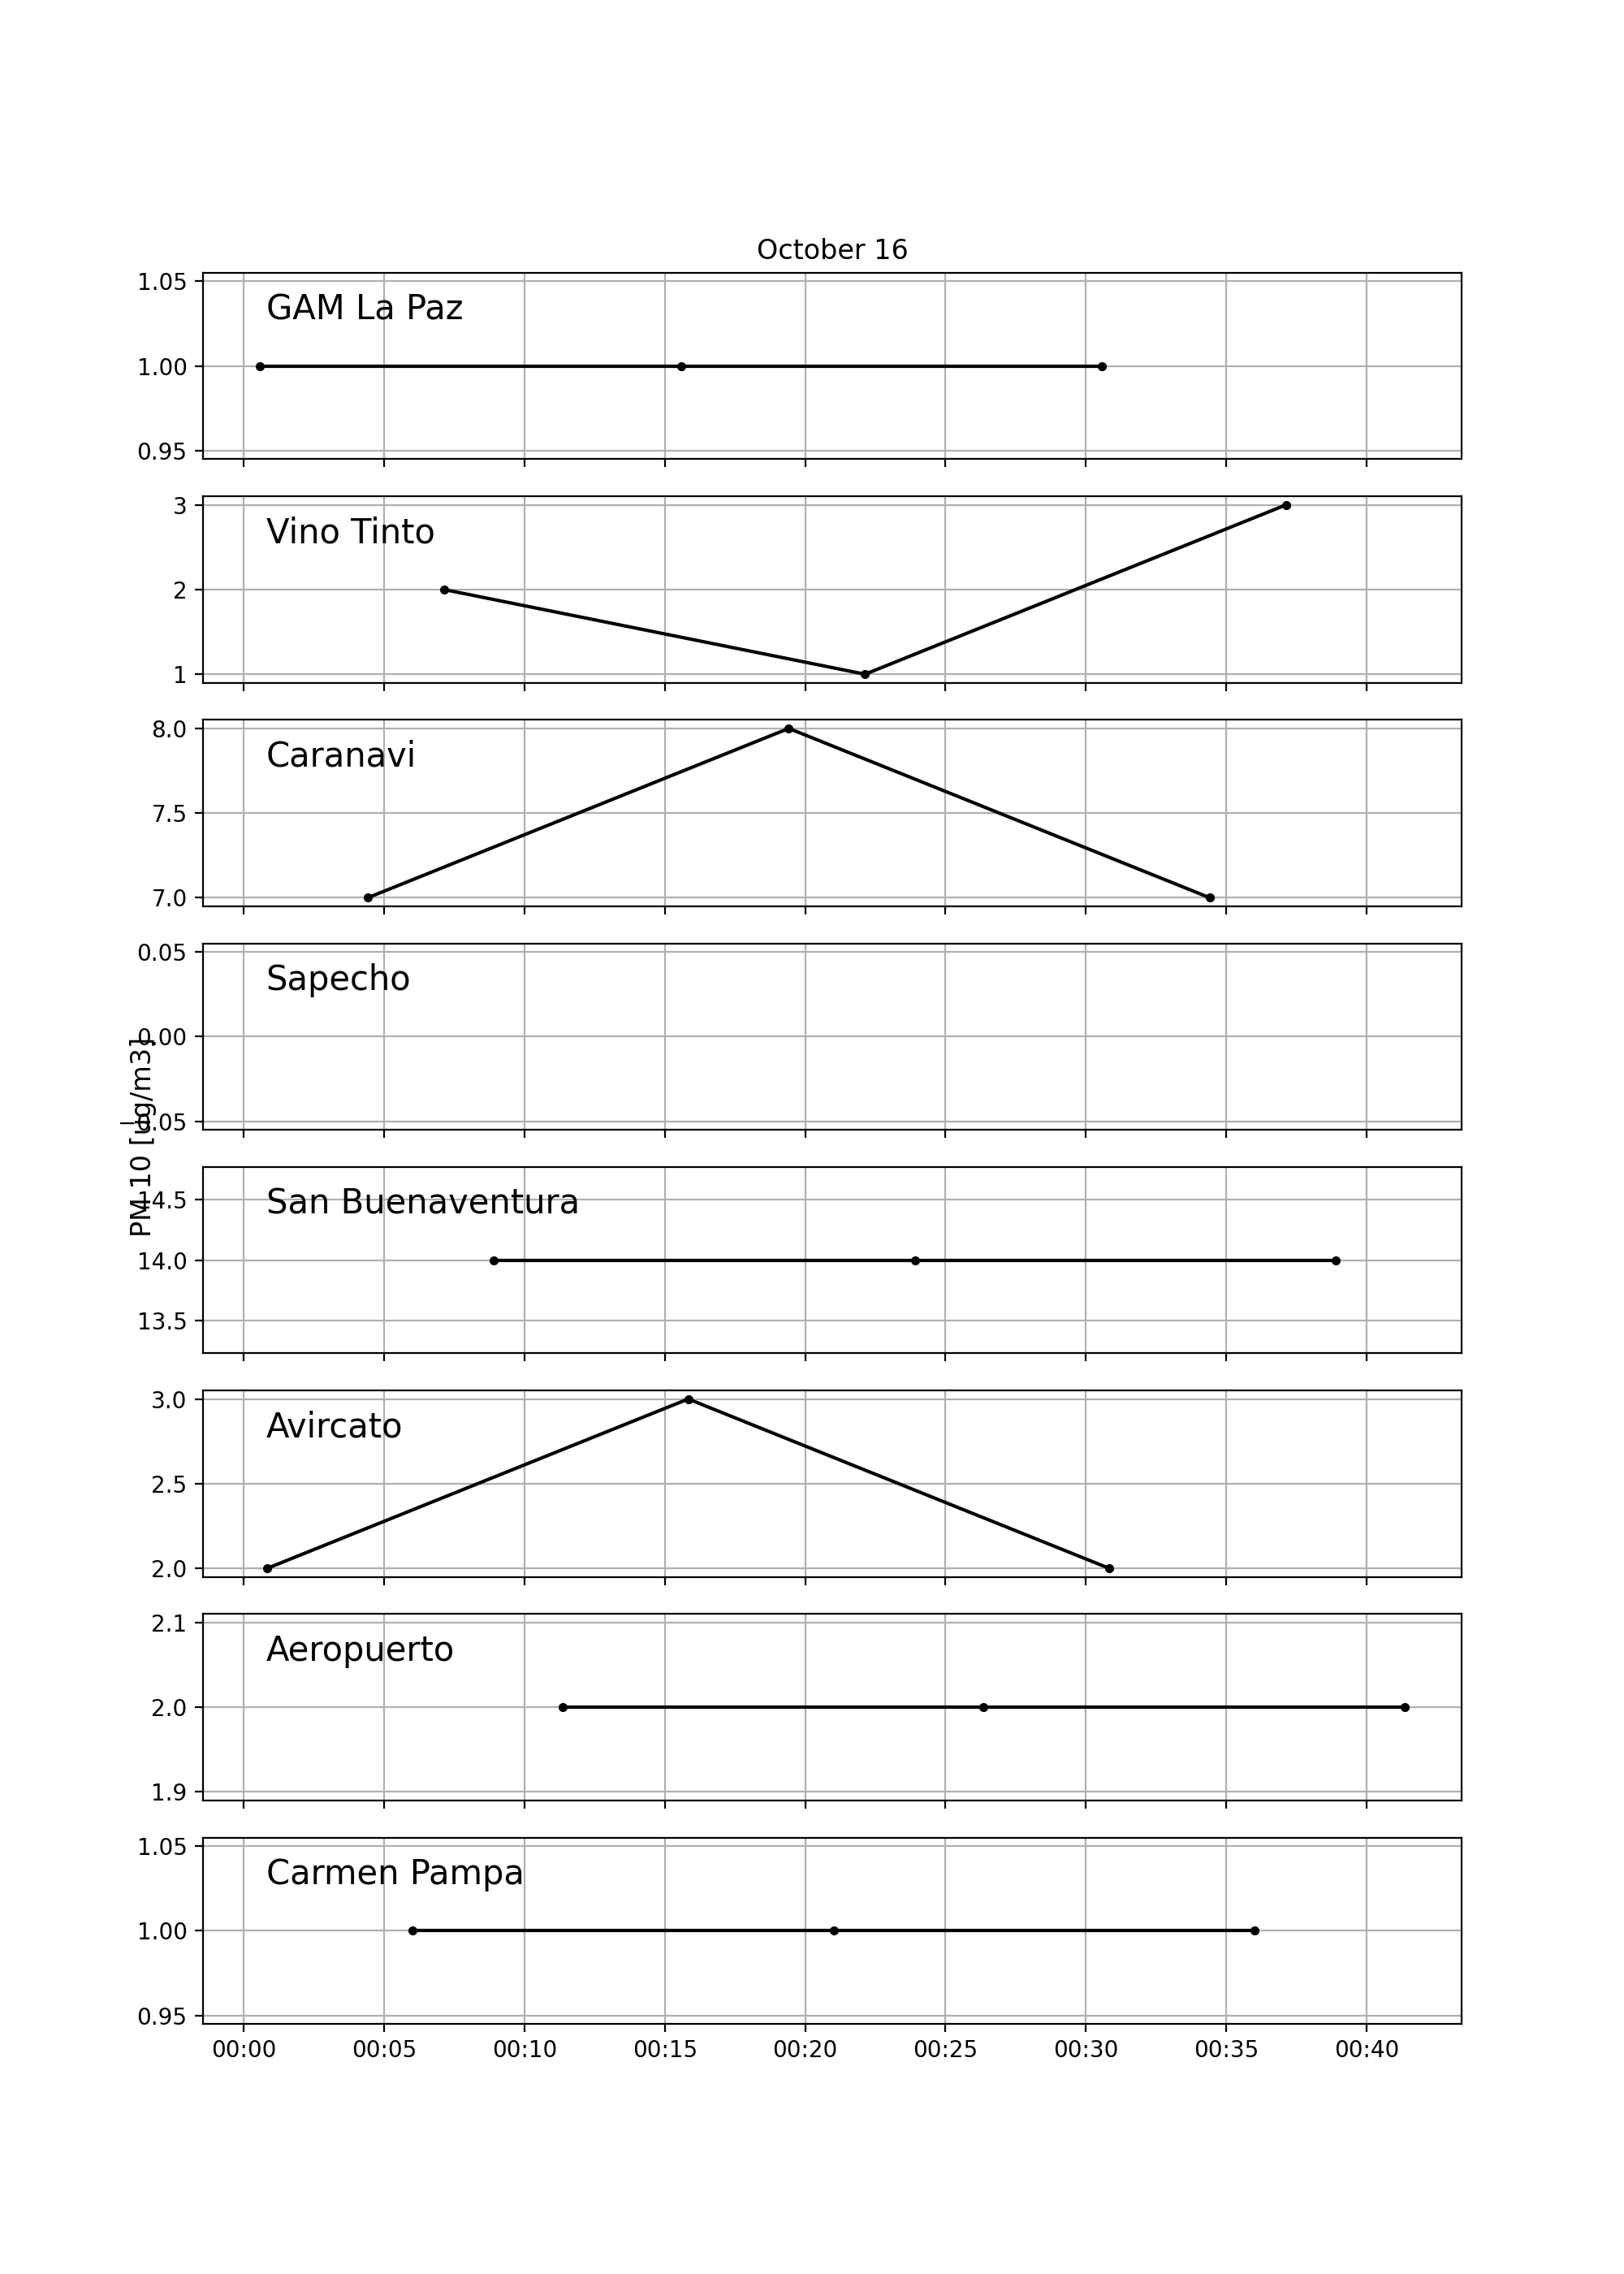 October 16
1.05
GAM La Paz
1.00
0.95
3
Vino Tinto
2
1
8.0
Caranavi
7.5
7.0
0.05
Sapecho
0.00
−0.05
PM 10 [ug/m3]
14.5
San Buenaventura
14.0
13.5
3.0
Avircato
2.5
2.0
2.1
Aeropuerto
2.0
1.9
1.05
Carmen Pampa
1.00
0.95
00:00 00:05 00:10 00:15 00:20 00:25 00:30 00:35 00:40